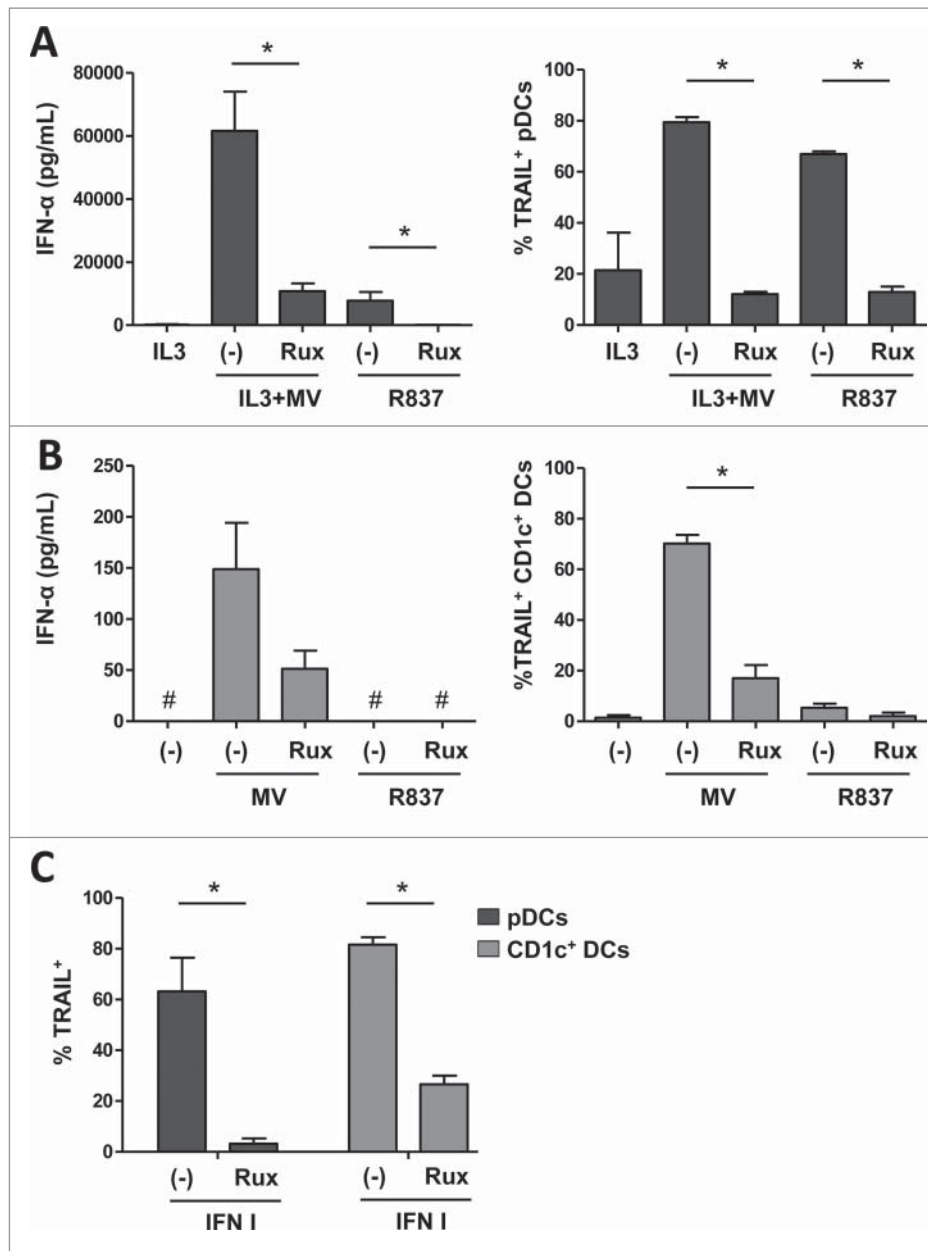 A
IFN-α (pg/mL)
80000
60000
40000
20000
0
*
*
IL3 (-) Rux (-) Rux
IL3+MV R837
% TRAIL⁺ pDCs
100
80
60
40
20
0
*
*
IL3 (-) Rux (-) Rux
IL3+MV R837
B
IFN-α (pg/mL)
250
200
150
100
50
0
# # #
(-) (-) Rux (-) Rux
MV R837
%TRAIL⁺ CD1c⁺ DCs
100
80
60
40
20
0
*
(-) (-) Rux (-) Rux
MV R837
C
% TRAIL⁺
100
80
60
40
20
0
*
*
pDCs
CD1c⁺ DCs
(-) Rux (-) Rux
IFN I IFN I